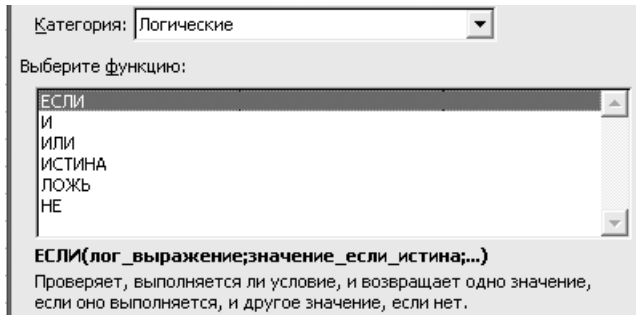 Категория: Логические
Выберите функцию:
ЕСЛИ
И
ИЛИ
ИСТИНА
ЛОЖЬ
НЕ
ЕСЛИ(лог_выражение;значение_если_истина;...)
Проверяет, выполняется ли условие, и возвращает одно значение,
если оно выполняется, и другое значение, если нет.